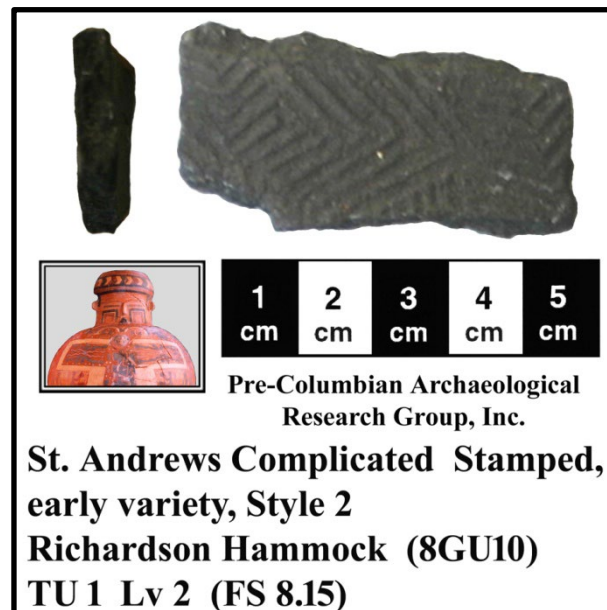 1 2 3 4 5
cm cm cm cm cm
Pre-Columbian Archaeological
Research Group, Inc.
St. Andrews Complicated Stamped,
early variety, Style 2
Richardson Hammock (8GU10)
TU 1 Lv 2 (FS 8.15)